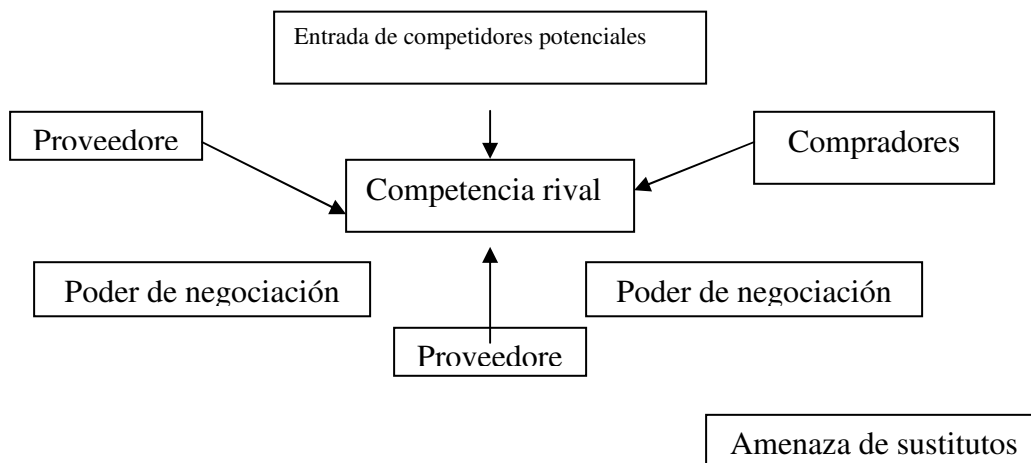 Entrada de competidores potenciales
Proveedore
Compradores
Competencia rival
Poder de negociación
Poder de negociación
Proveedore
Amenaza de sustitutos